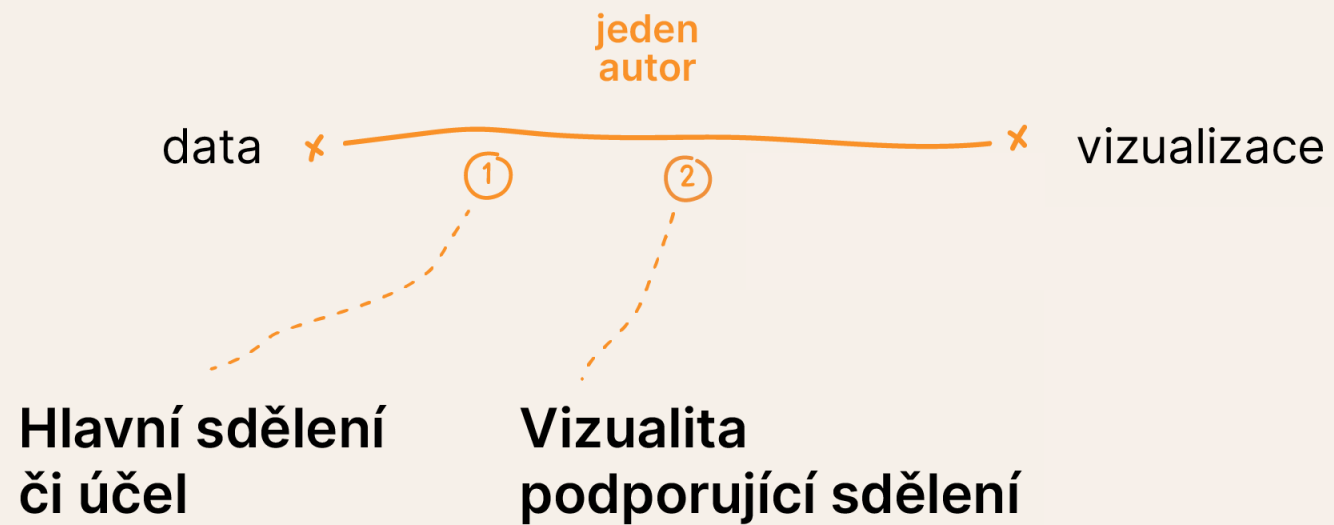 jeden
autor
data
vizualizace
1
2
Hlavní sdělení
či účel
Vizualita
podporující sdělení